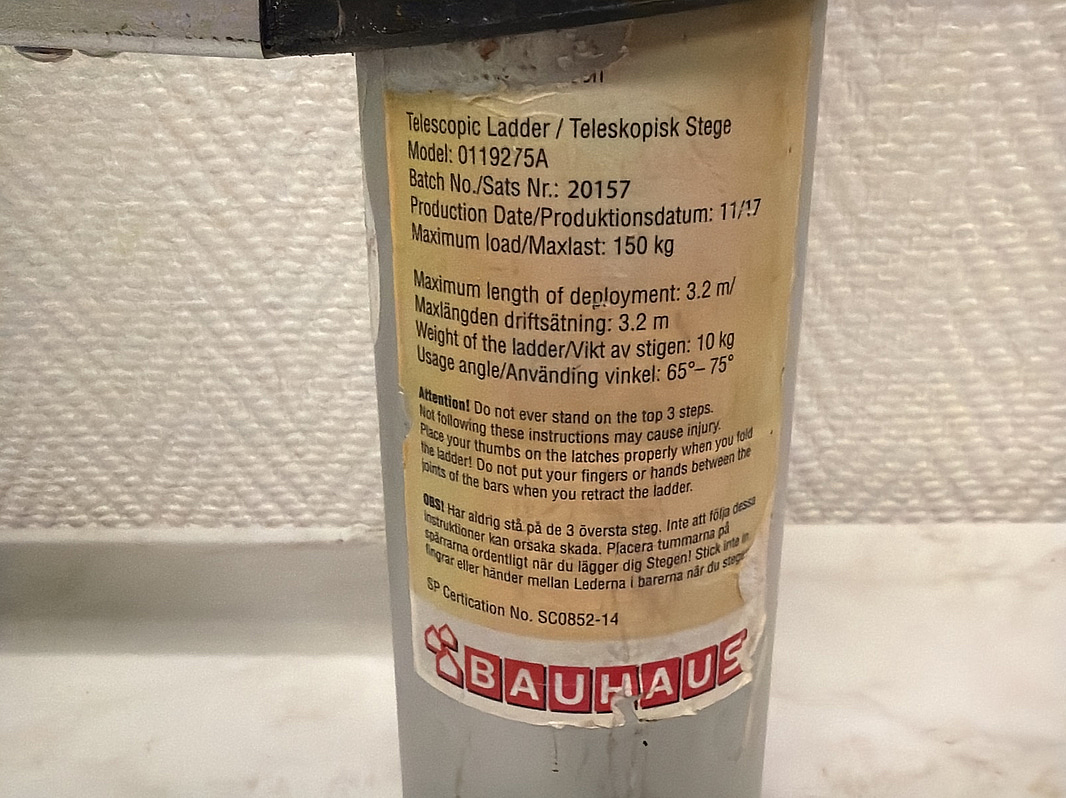 Telescopic Ladder / Teleskopisk Stege
Model: 0119275A
Batch No./Sats Nr.: 20157
Production Date/Produktionsdatum: 11/17
Maximum load/Maxlast: 150 kg
Maximum length of deployment: 3.2 m/
Maxlängden driftsätning: 3.2 m
Weight of the ladder/Vikt av stigen: 10 kg
Usage angle/Använding vinkel: 65°– 75°
Attention! Do not ever stand on the top 3 steps.
Not following these instructions may cause injury.
Place your thumbs on the latches properly when you fold
the ladder! Do not put your fingers or hands between the
joints of the bars when you retract the ladder.
OBS! Har aldrig stå på de 3 översta steg. Inte att följa dessa
instruktioner kan orsaka skada. Placera tummarna på
spärrarna ordentligt när du lägger dig Stegen! Stick inte in
fingrar eller händer mellan Lederna i barerna när du
SP Certication No. SC0852-14
BAUHAUS